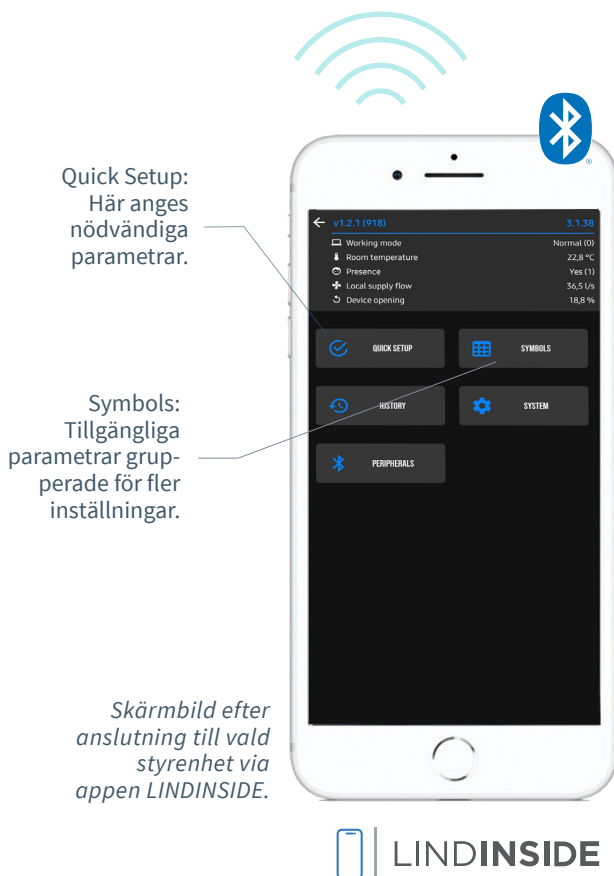 Quick Setup:
Här anges
nödvändiga
parametrar.
v1.2.1 (918) 3.1.38
Working mode Normal (0)
Room temperature 22,8 °C
Presence Yes (1)
Local supply flow 36,5 l/s
Device opening 18,8 %
QUICK SETUP SYMBOLS
HISTORY SYSTEM
PERIPHERALS
Symbols:
Tillgängliga
parametrar grup-
perade för fler
inställningar.
Skärmbild efter
anslutning till vald
styrenhet via
appen LINDINSIDE.
LINDINSIDE